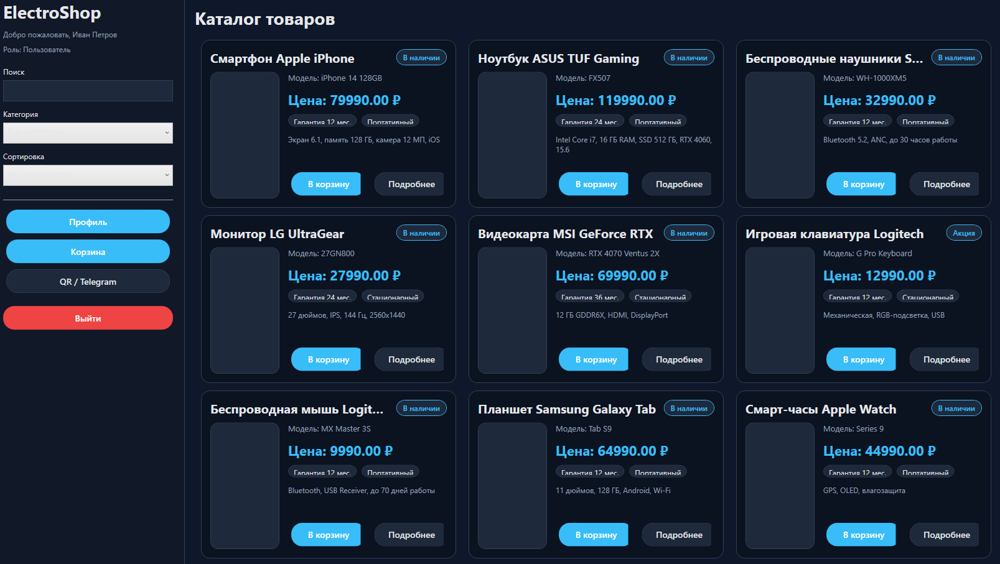 ElectroShop
Добро пожаловать, Иван Петров
Роль: Пользователь
Поиск
Категория
Сортировка
Профиль
Корзина
QR / Telegram
Выйти
Каталог товаров
Смартфон Apple iPhone
В наличии
Модель: iPhone 14 128GB
Цена: 79990.00 ₽
Гарантия 12 мес.
Портативный
Экран 6.1, память 128 ГБ, камера 12 МП, iOS
В корзину
Подробнее
Ноутбук ASUS TUF Gaming
В наличии
Модель: FX507
Цена: 119990.00 ₽
Гарантия 24 мес.
Портативный
Intel Core i7, 16 ГБ RAM, SSD 512 ГБ, RTX 4060,
15.6
В корзину
Подробнее
Беспроводные наушники S...
В наличии
Модель: WH-1000XM5
Цена: 32990.00 ₽
Гарантия 12 мес.
Портативный
Bluetooth 5.2, ANC, до 30 часов работы
В корзину
Подробнее
Монитор LG UltraGear
В наличии
Модель: 27GN800
Цена: 27990.00 ₽
Гарантия 24 мес.
Стационарный
27 дюймов, IPS, 144 Гц, 2560x1440
В корзину
Подробнее
Видеокарта MSI GeForce RTX
В наличии
Модель: RTX 4070 Ventus 2X
Цена: 69990.00 ₽
Гарантия 36 мес.
Стационарный
12 ГБ GDDR6X, HDMI, DisplayPort
В корзину
Подробнее
Игровая клавиатура Logitech
Акция
Модель: G Pro Keyboard
Цена: 12990.00 ₽
Гарантия 12 мес.
Стационарный
Механическая, RGB-подсветка, USB
В корзину
Подробнее
Беспроводная мышь Logit...
В наличии
Модель: MX Master 3S
Цена: 9990.00 ₽
Гарантия 12 мес.
Портативный
Bluetooth, USB Receiver, до 70 дней работы
В корзину
Подробнее
Планшет Samsung Galaxy Tab
В наличии
Модель: Tab S9
Цена: 64990.00 ₽
Гарантия 12 мес.
Портативный
11 дюймов, 128 ГБ, Android, Wi-Fi
В корзину
Подробнее
Смарт-часы Apple Watch
В наличии
Модель: Series 9
Цена: 44990.00 ₽
Гарантия 12 мес.
Портативный
GPS, OLED, влагозащита
В корзину
Подробнее